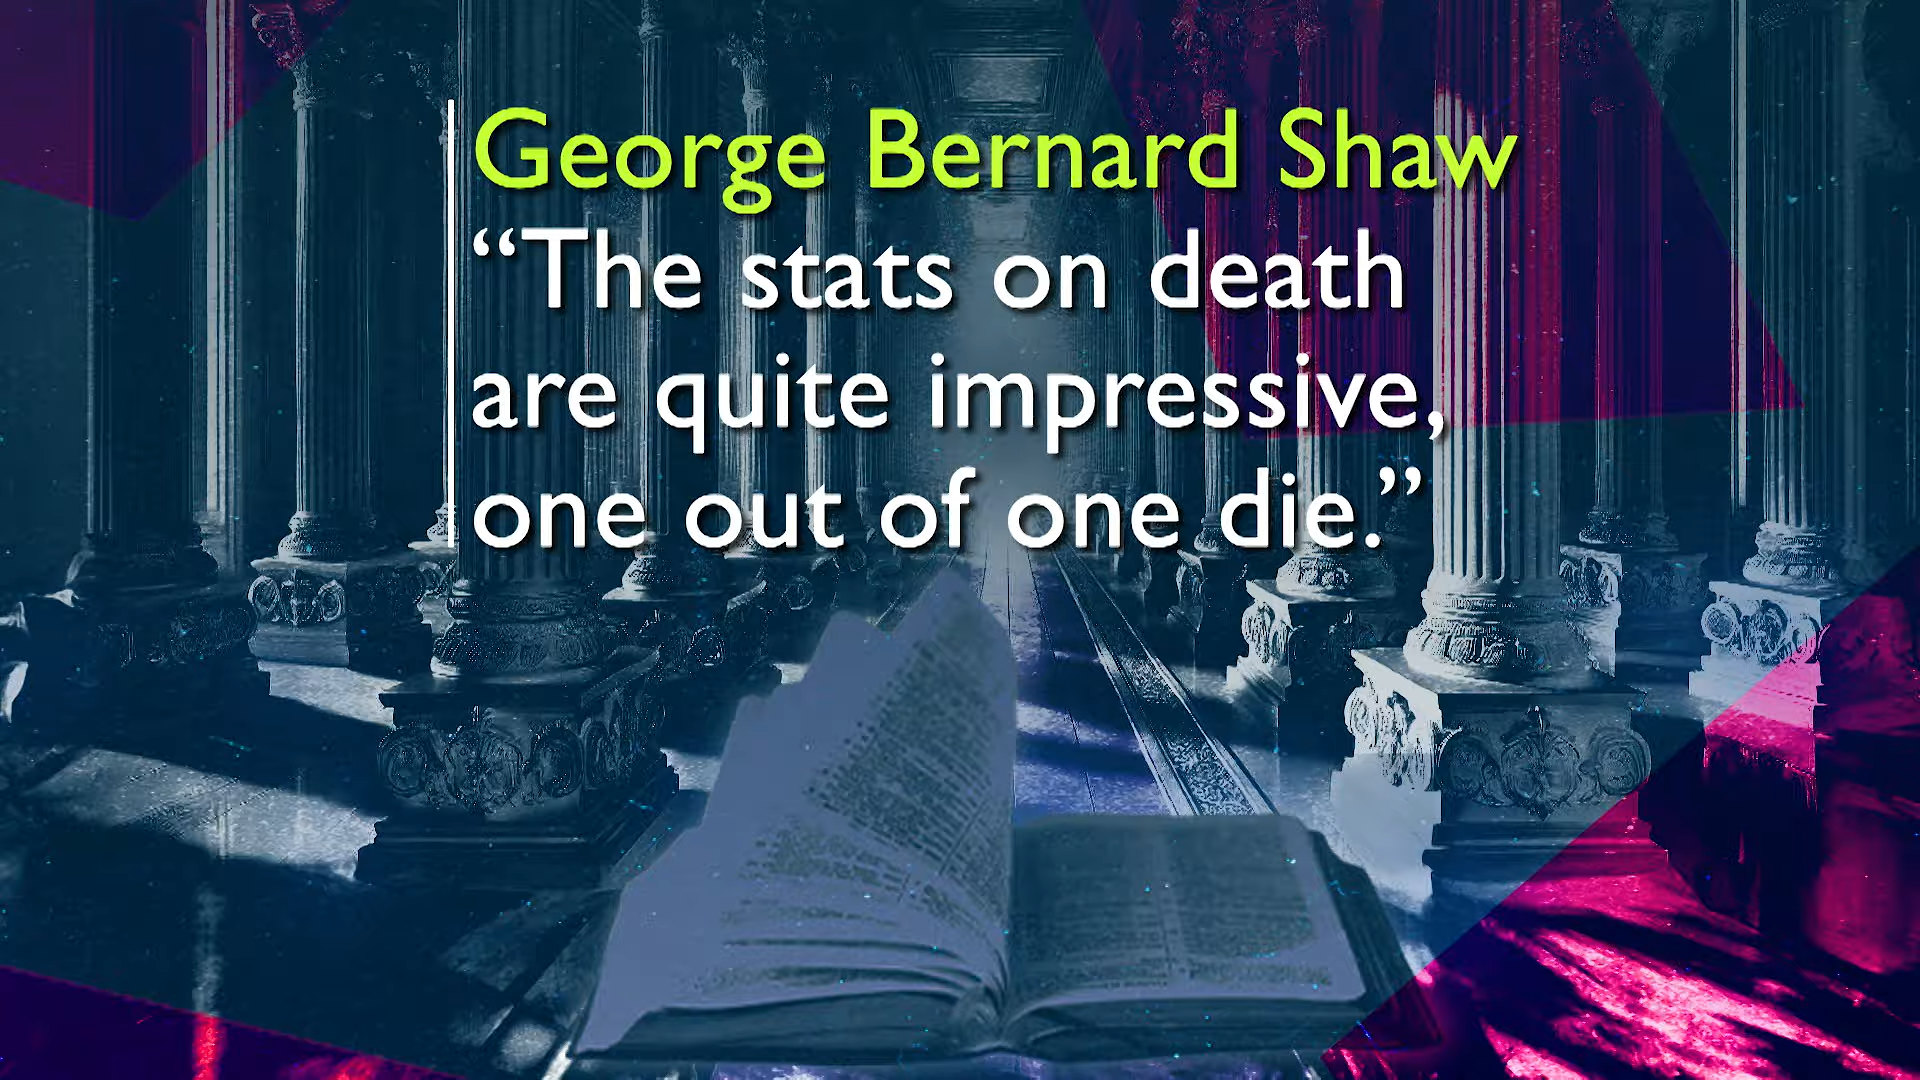 George Bernard Shaw
“The stats on death
are quite impressive,
one out of one die.”